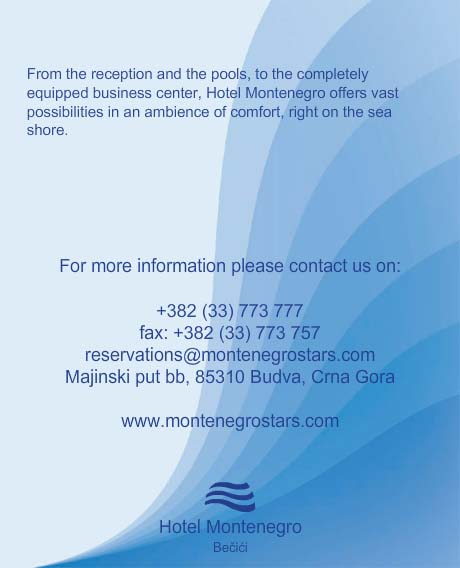 From the reception and the pools, to the completely
equipped business center, Hotel Montenegro offers vast
possibilities in an ambience of comfort, right on the sea
shore.
For more information please contact us on:
+382 (33) 773 777
fax: +382 (33) 773 757
reservations@montenegrostars.com
Majinski put bb, 85310 Budva, Crna Gora
www.montenegrostars.com
Hotel Montenegro
Bečići